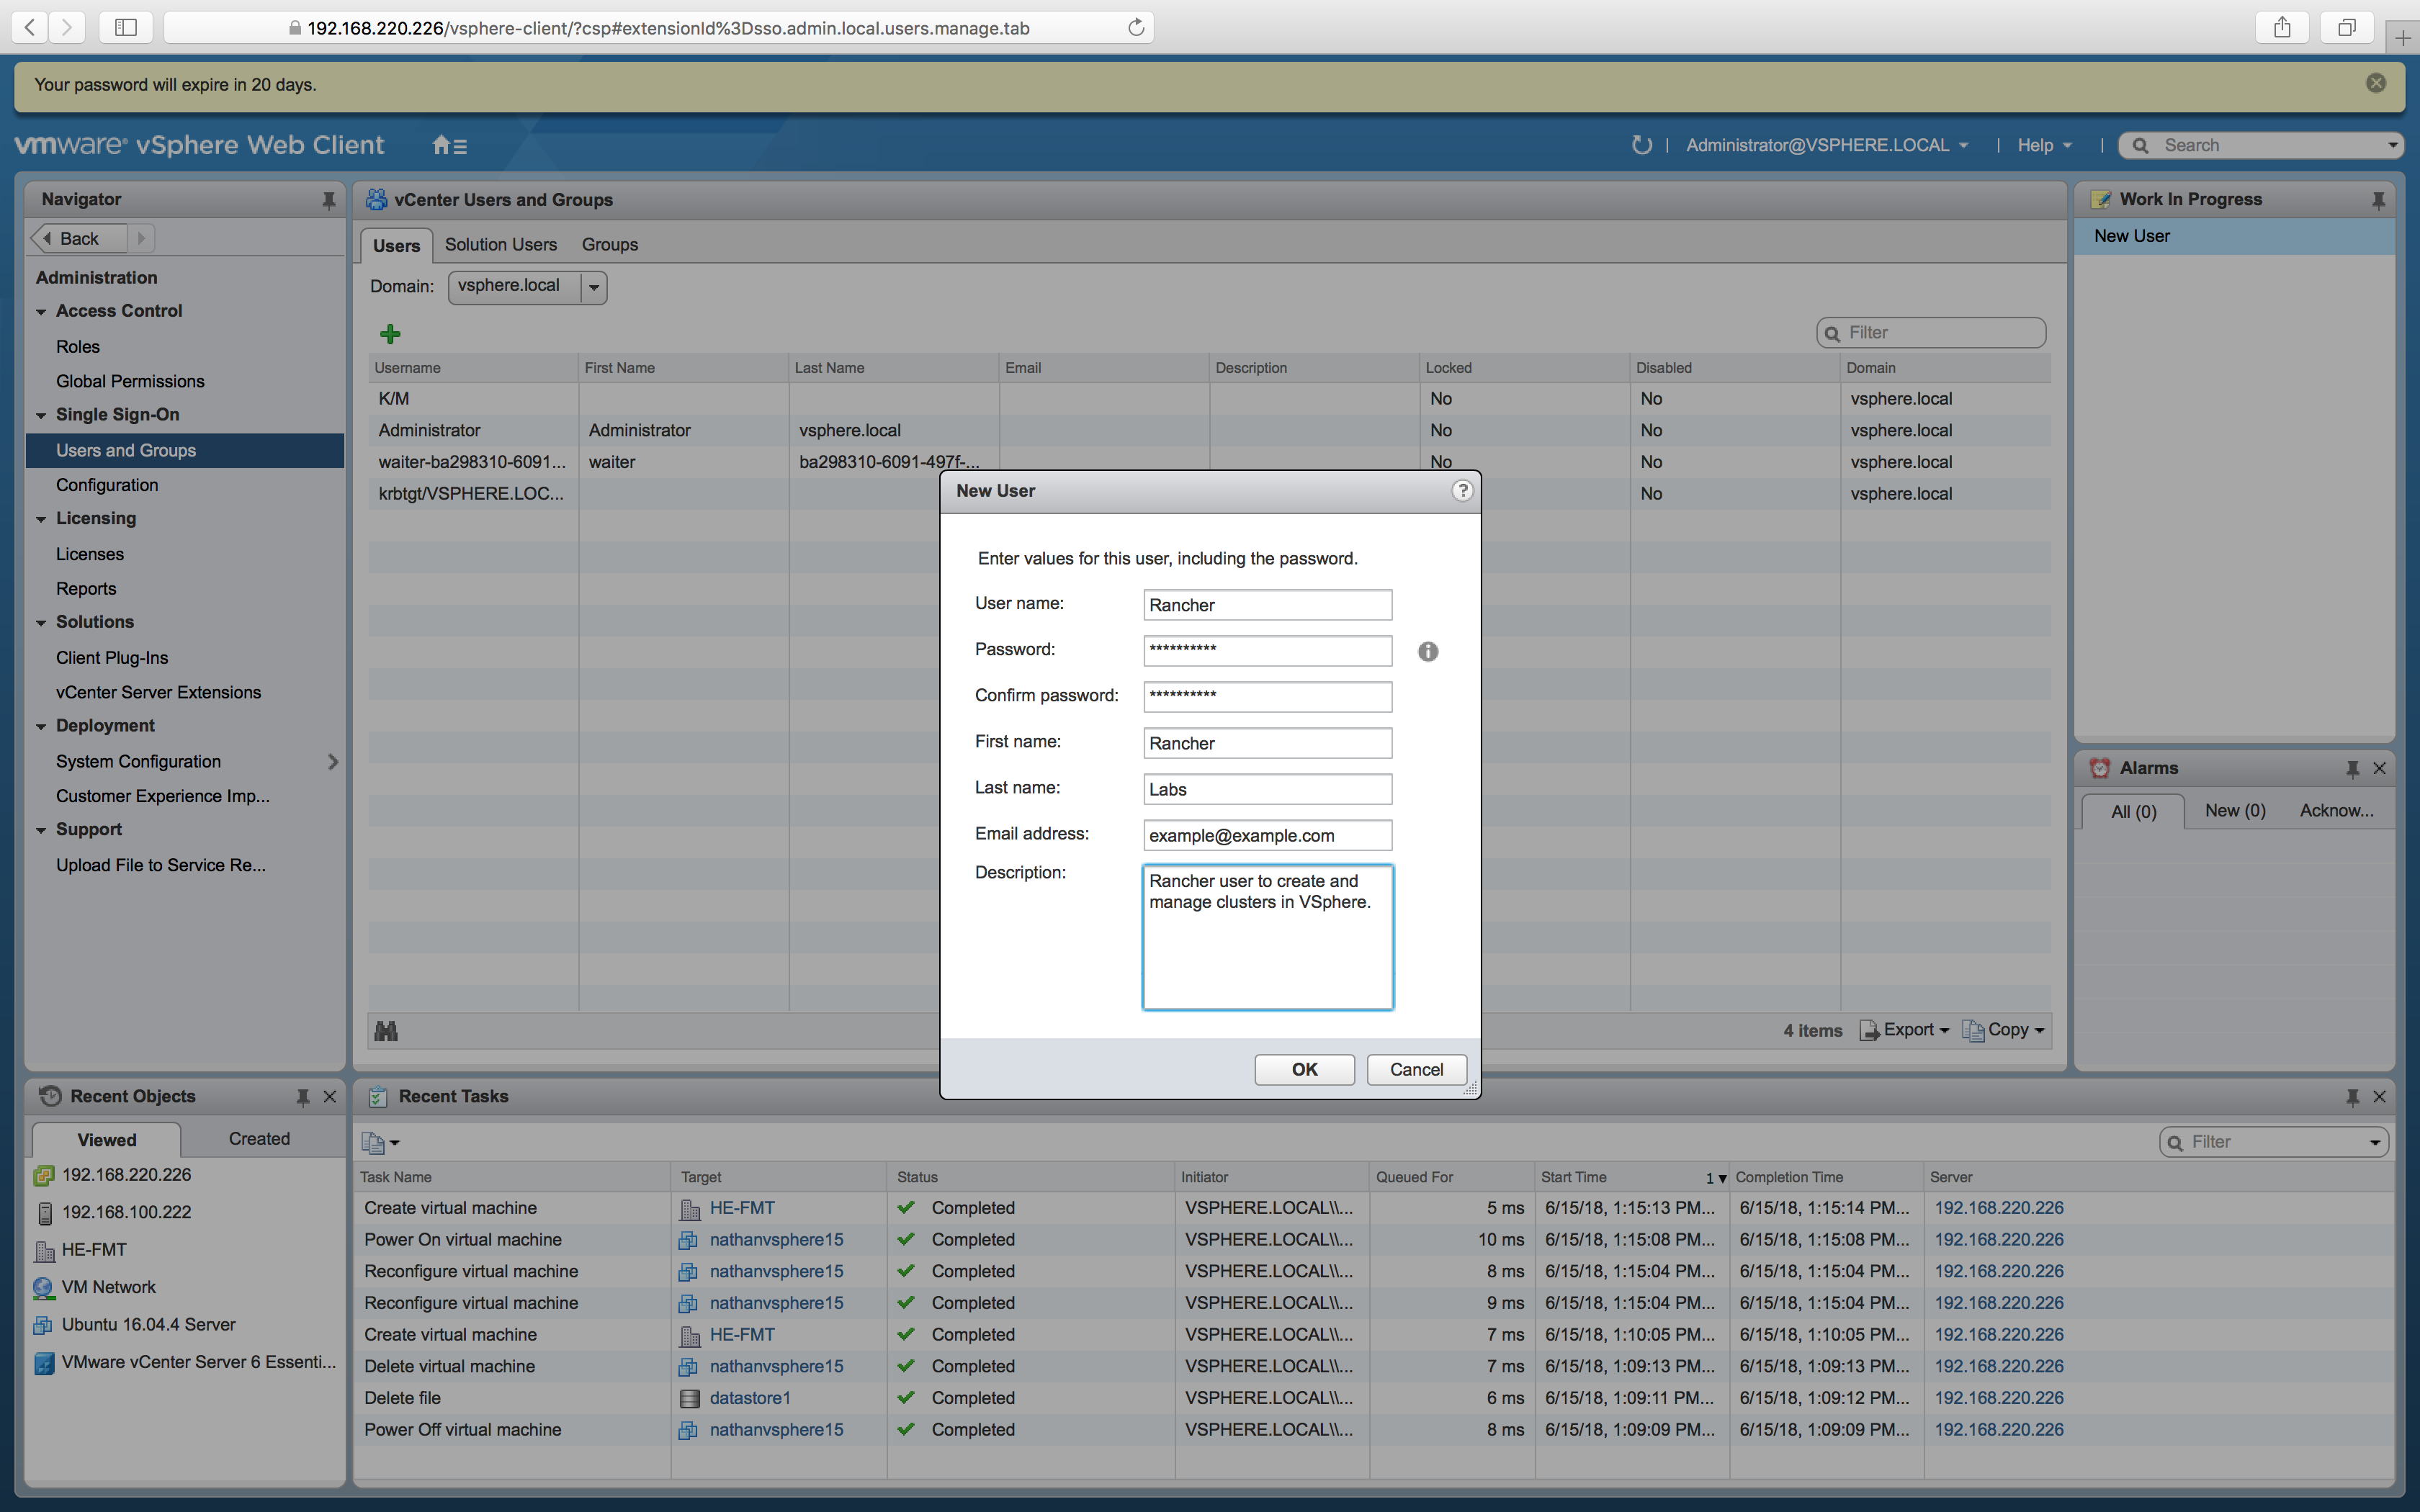 192.168.220.226/vsphere-client/?csp#extensionId%3Dsso.admin.local.users.manage.tab
Your password will expire in 20 days.
vmware® vSphere Web Client
Administrator@VSPHERE.LOCAL | Help | Search
Navigator
Back
Administration
Access Control
Roles
Global Permissions
Single Sign-On
Users and Groups
Configuration
Licensing
Licenses
Reports
Solutions
Client Plug-Ins
vCenter Server Extensions
Deployment
System Configuration
Customer Experience Imp...
Support
Upload File to Service Re...
vCenter Users and Groups
Users Solution Users Groups
Domain: vsphere.local
Filter
Username First Name Last Name Email Description Locked Disabled Domain
K/M No No vsphere.local
Administrator Administrator vsphere.local No No vsphere.local
waiter-ba298310-6091... waiter ba298310-6091-497f-... No No vsphere.local
krbtgt/VSPHERE.LOC... No vsphere.local
4 items Export Copy
New User ?
Enter values for this user, including the password.
User name: Rancher
Password: **********
Confirm password: **********
First name: Rancher
Last name: Labs
Email address: example@example.com
Description: Rancher user to create and
manage clusters in VSphere.
OK Cancel
Work In Progress
New User
Alarms
All (0) New (0) Acknow...
Recent Objects
Viewed Created
192.168.220.226
192.168.100.222
HE-FMT
VM Network
Ubuntu 16.04.4 Server
VMware vCenter Server 6 Essenti...
Recent Tasks
Filter
Task Name Target Status Initiator Queued For Start Time 1 Completion Time Server
Create virtual machine HE-FMT Completed VSPHERE.LOCAL\\... 5 ms 6/15/18, 1:15:13 PM... 6/15/18, 1:15:14 PM... 192.168.220.226
Power On virtual machine nathanvsphere15 Completed VSPHERE.LOCAL\\... 10 ms 6/15/18, 1:15:08 PM... 6/15/18, 1:15:08 PM... 192.168.220.226
Reconfigure virtual machine nathanvsphere15 Completed VSPHERE.LOCAL\\... 8 ms 6/15/18, 1:15:04 PM... 6/15/18, 1:15:04 PM... 192.168.220.226
Reconfigure virtual machine nathanvsphere15 Completed VSPHERE.LOCAL\\... 9 ms 6/15/18, 1:15:04 PM... 6/15/18, 1:15:04 PM... 192.168.220.226
Create virtual machine HE-FMT Completed VSPHERE.LOCAL\\... 7 ms 6/15/18, 1:10:05 PM... 6/15/18, 1:10:05 PM... 192.168.220.226
Delete virtual machine nathanvsphere15 Completed VSPHERE.LOCAL\\... 7 ms 6/15/18, 1:09:13 PM... 6/15/18, 1:09:13 PM... 192.168.220.226
Delete file datastore1 Completed VSPHERE.LOCAL\\... 6 ms 6/15/18, 1:09:11 PM... 6/15/18, 1:09:12 PM... 192.168.220.226
Power Off virtual machine nathanvsphere15 Completed VSPHERE.LOCAL\\... 8 ms 6/15/18, 1:09:09 PM... 6/15/18, 1:09:09 PM... 192.168.220.226